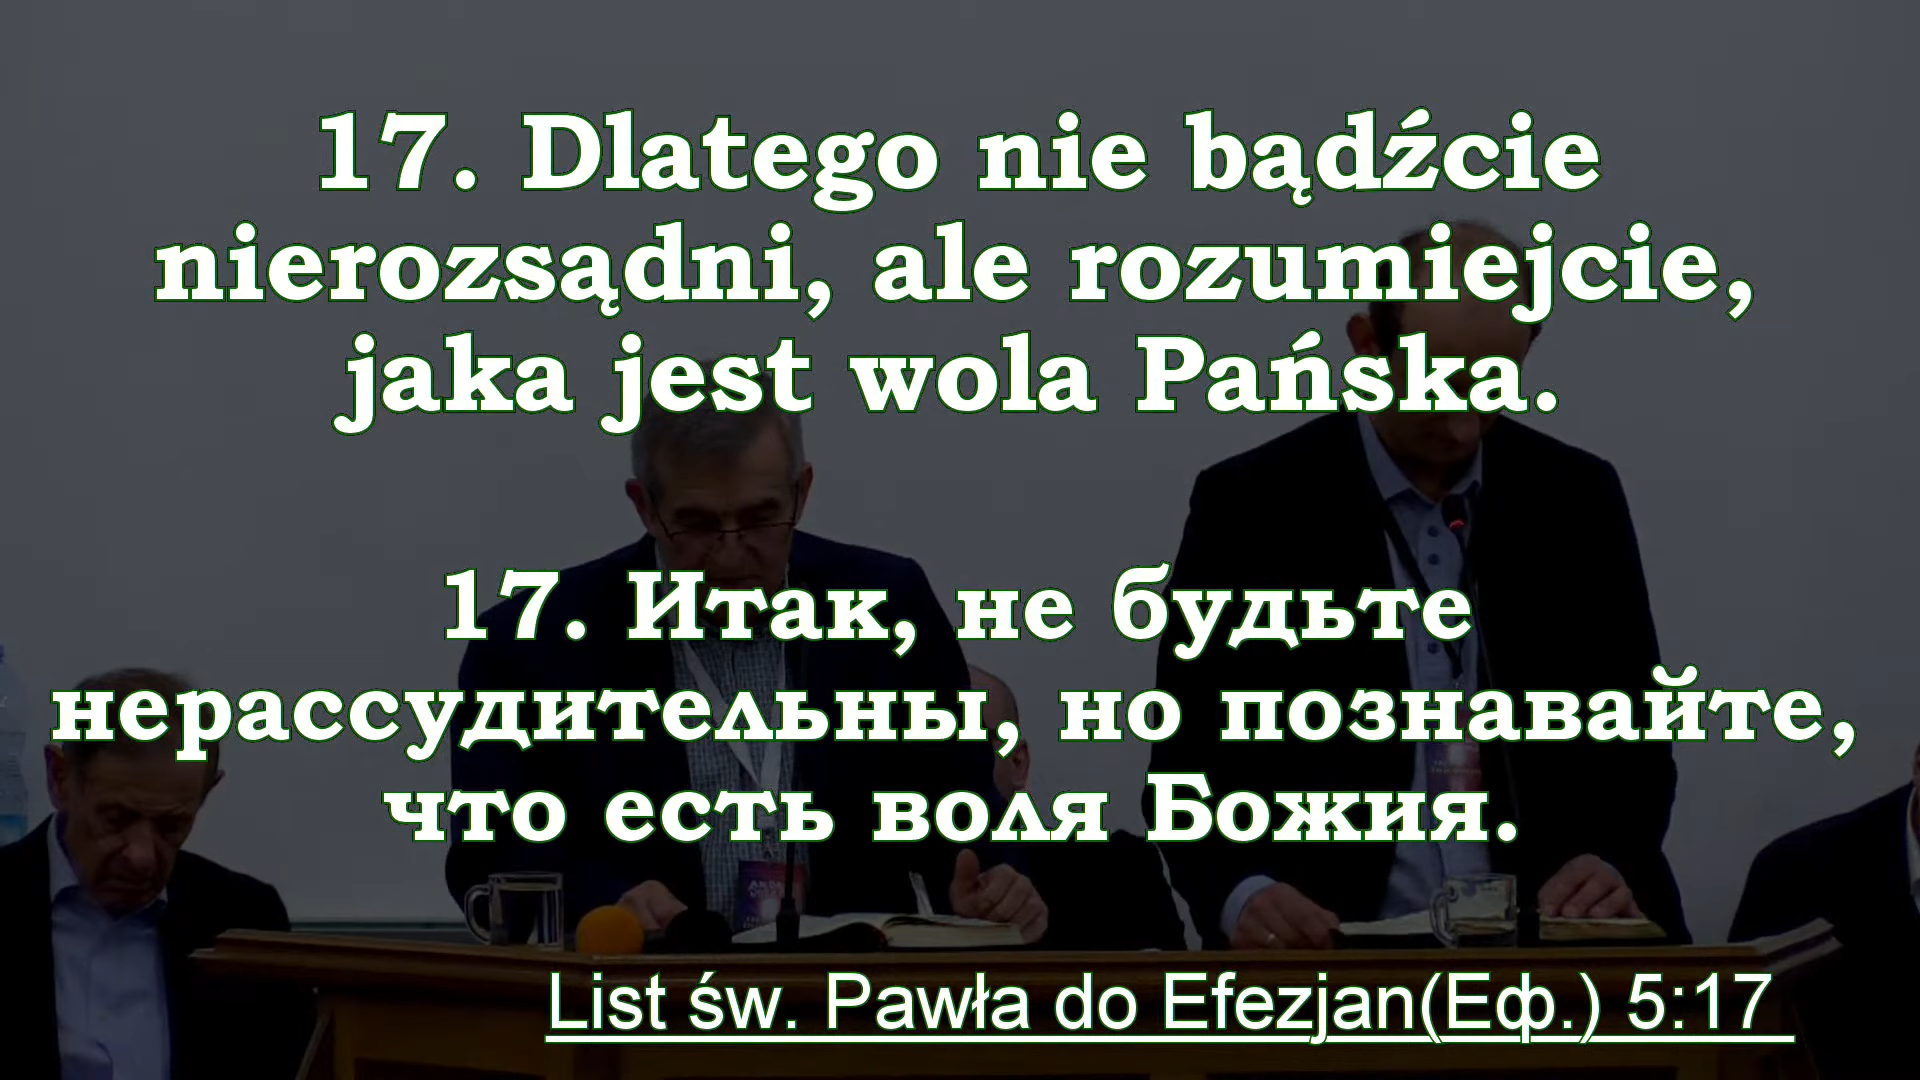 17. Dlatego nie bądźcie
nierozsądni, ale rozumiejcie,
jaka jest wola Pańska.
17. Итак, не будьте
нерассудительны, но познавайте,
что есть воля Божия.
List św. Pawła do Efezjan(Еф.) 5:17